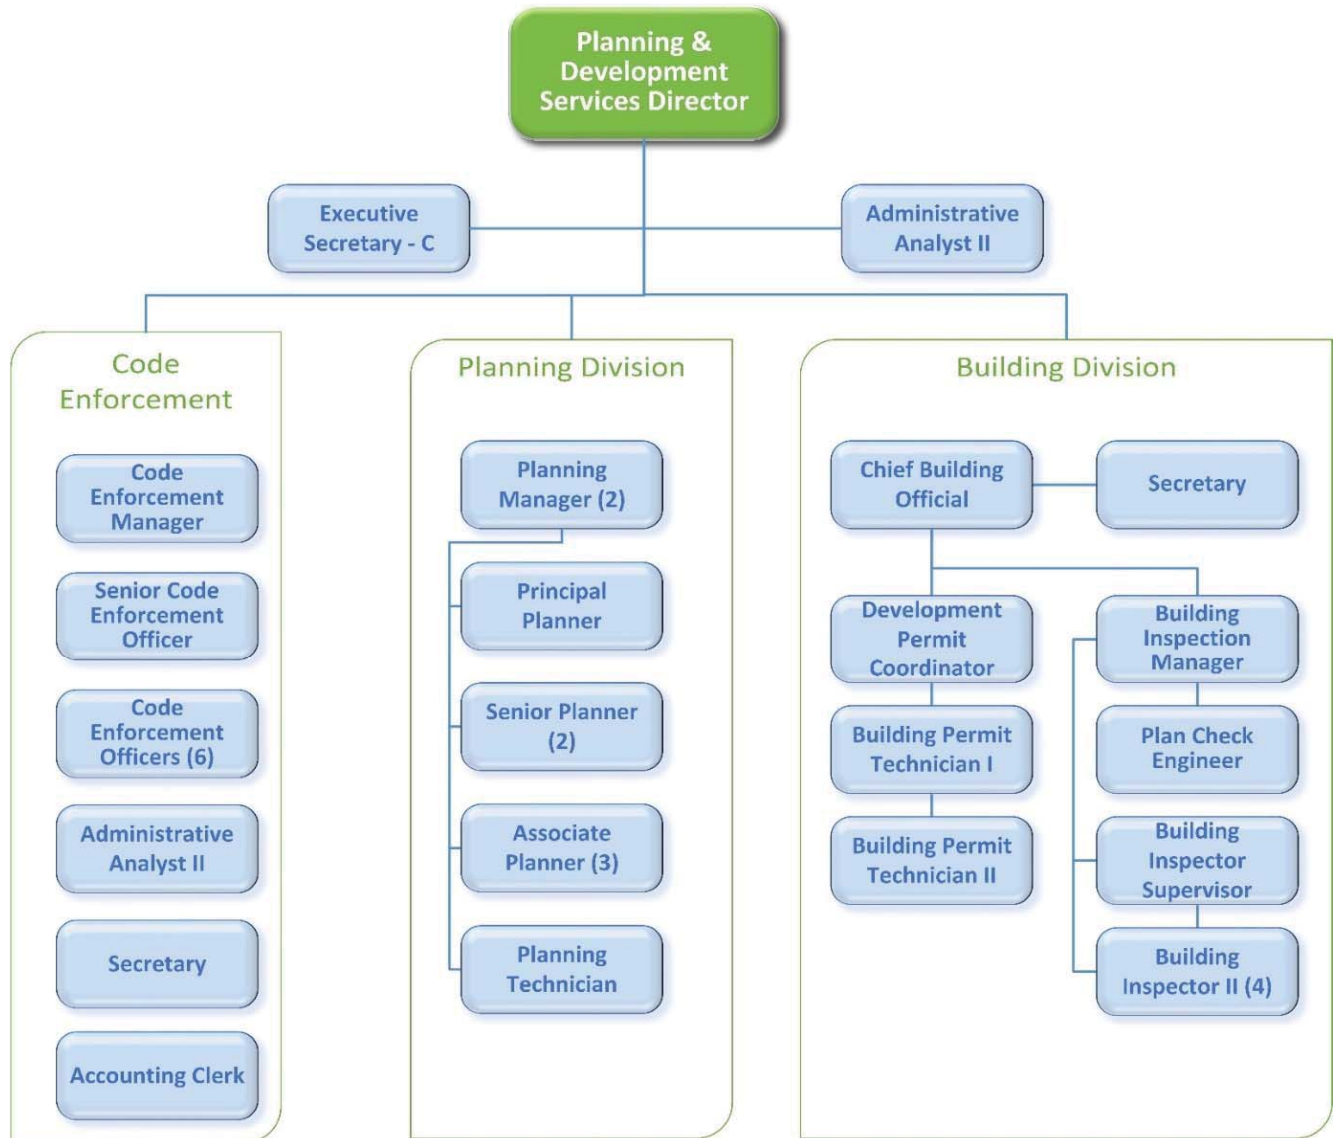 Planning &
Development
Services Director
Executive
Secretary - C
Administrative
Analyst II
Code
Enforcement
Code
Enforcement
Manager
Senior Code
Enforcement
Officer
Code
Enforcement
Officers (6)
Administrative
Analyst II
Secretary
Accounting Clerk
Planning Division
Planning
Manager (2)
Principal
Planner
Senior Planner
(2)
Associate
Planner (3)
Planning
Technician
Building Division
Chief Building
Official
Secretary
Development
Permit
Coordinator
Building Permit
Technician I
Building Permit
Technician II
Building
Inspection
Manager
Plan Check
Engineer
Building
Inspector
Supervisor
Building
Inspector II (4)